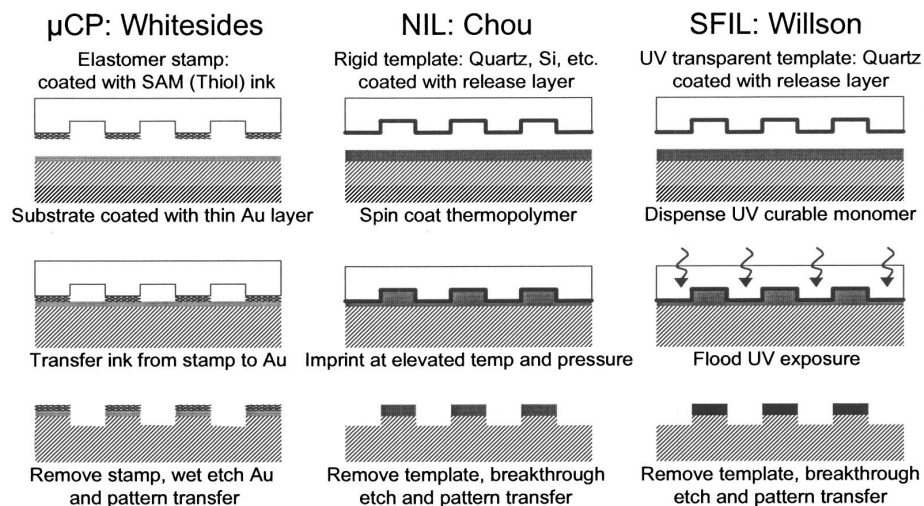 μCP: Whitesides
Elastomer stamp:
coated with SAM (Thiol) ink
Substrate coated with thin Au layer
Transfer ink from stamp to Au
Remove stamp, wet etch Au
and pattern transfer
NIL: Chou
Rigid template: Quartz, Si, etc.
coated with release layer
Spin coat thermopolymer
Imprint at elevated temp and pressure
Remove template, breakthrough
etch and pattern transfer
SFIL: Willson
UV transparent template: Quartz
coated with release layer
Dispense UV curable monomer
Flood UV exposure
Remove template, breakthrough
etch and pattern transfer